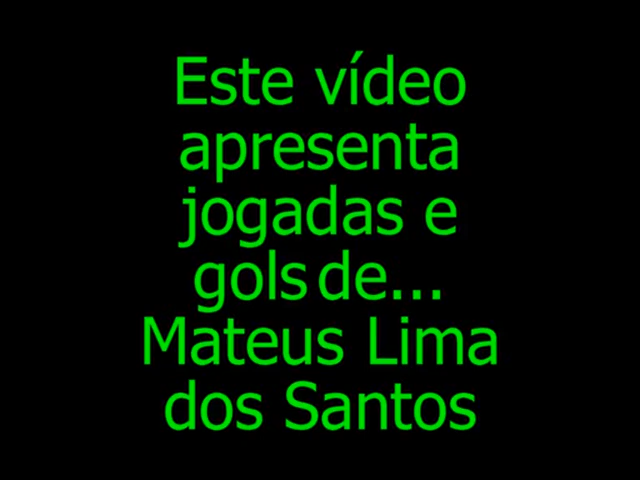 Este vídeo
apresenta
jogadas e
gols de...
Mateus Lima
dos Santos